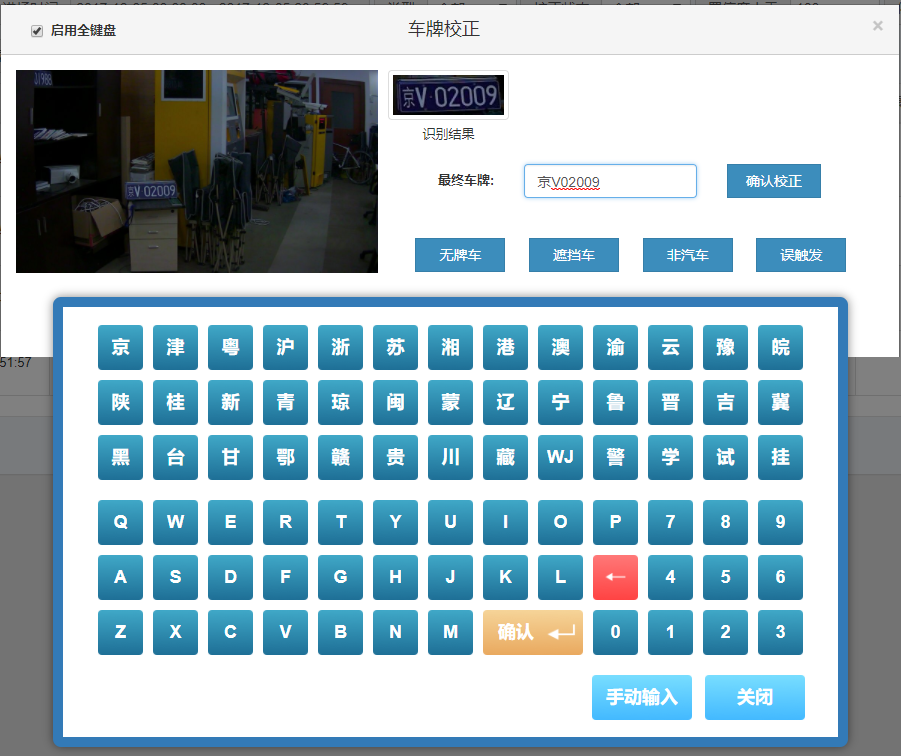 启用全键盘
车牌校正
×
J1988
京V·02009
识别结果
京V 02009
最终车牌:
京V02009
确认校正
无牌车 遮挡车 非汽车 误触发
51:57
京 津 粤 沪 浙 苏 湘 港 澳 渝 云 豫 皖
陕 桂 新 青 琼 闽 蒙 辽 宁 鲁 晋 吉 冀
黑 台 甘 鄂 赣 贵 川 藏 WJ 警 学 试 挂
Q W E R T Y U I O P 7 8 9
A S D F G H J K L ← 4 5 6
Z X C V B N M 确认 0 1 2 3
手动输入 关闭